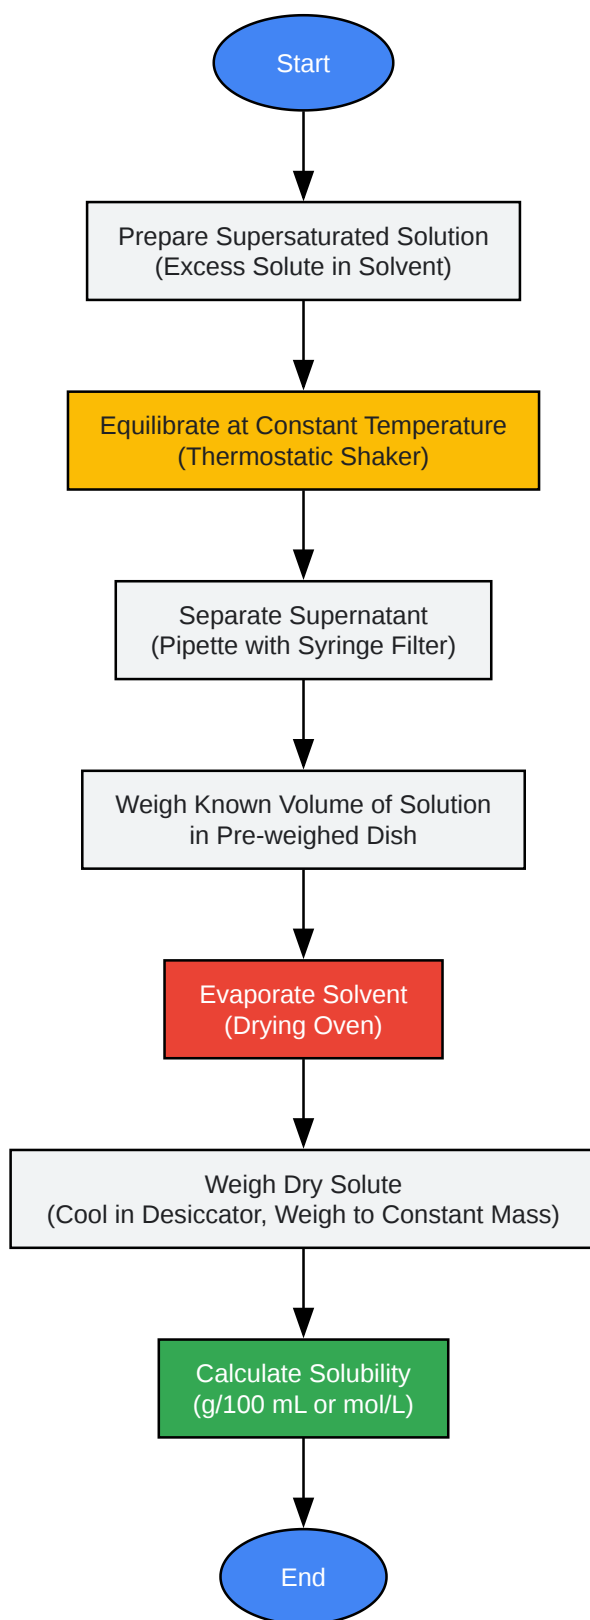 Start
Prepare Supersaturated Solution
(Excess Solute in Solvent)
Equilibrate at Constant Temperature
(Thermostatic Shaker)
Separate Supernatant
(Pipette with Syringe Filter)
Weigh Known Volume of Solution
in Pre-weighed Dish
Evaporate Solvent
(Drying Oven)
Weigh Dry Solute
(Cool in Desiccator, Weigh to Constant Mass)
Calculate Solubility
(g/100 mL or mol/L)
End